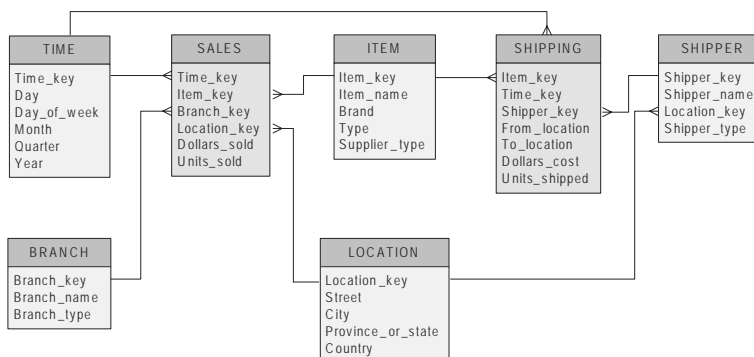 TIME
Time_key
Day
Day_of_week
Month
Quarter
Year
SALES
Time_key
Item_key
Branch_key
Location_key
Dollars_sold
Units_sold
ITEM
Item_key
Item_name
Brand
Type
Supplier_type
SHIPPING
Item_key
Time_key
Shipper_key
From_location
To_location
Dollars_cost
Units_shipped
SHIPPER
Shipper_key
Shipper_name
Location_key
Shipper_type
BRANCH
Branch_key
Branch_name
Branch_type
LOCATION
Location_key
Street
City
Province_or_state
Country